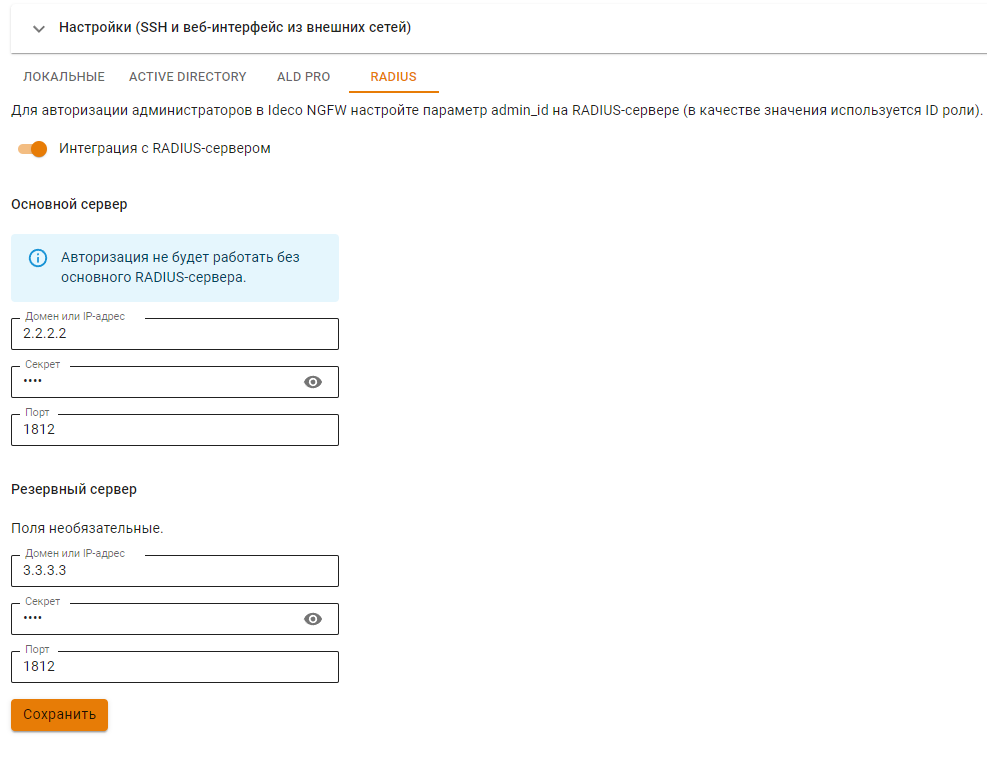 Настройки (SSH и веб-интерфейс из внешних сетей)
ЛОКАЛЬНЫЕ ACTIVE DIRECTORY ALD PRO RADIUS
Для авторизации администраторов в Ideco NGFW настройте параметр admin_id на RADIUS-сервере (в качестве значения используется ID роли).
Интеграция с RADIUS-сервером
Основной сервер
Авторизация не будет работать без
основного RADIUS-сервера.
Домен или IP-адрес
2.2.2.2
Секрет
••••
Порт
1812
Резервный сервер
Поля необязательные.
Домен или IP-адрес
3.3.3.3
Секрет
••••
Порт
1812
Сохранить